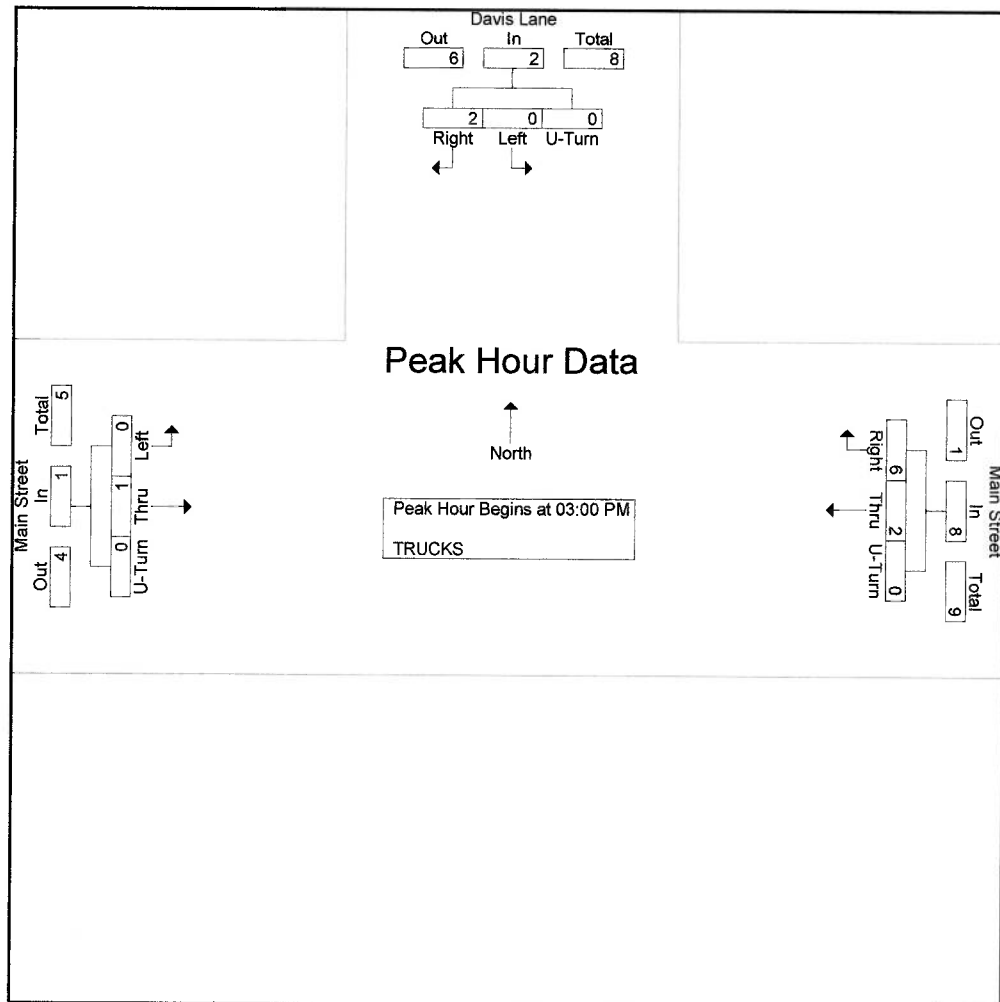 Davis Lane
Out In Total
6 2 8
2 0 0
Right Left U-Turn
Peak Hour Data
North
Peak Hour Begins at 03:00 PM
TRUCKS
Main Street
Out In Total
4 1 5
0 1 0
Left Thru U-Turn
Main Street
Out In Total
1 8 9
6 2 0
Right Thru U-Turn